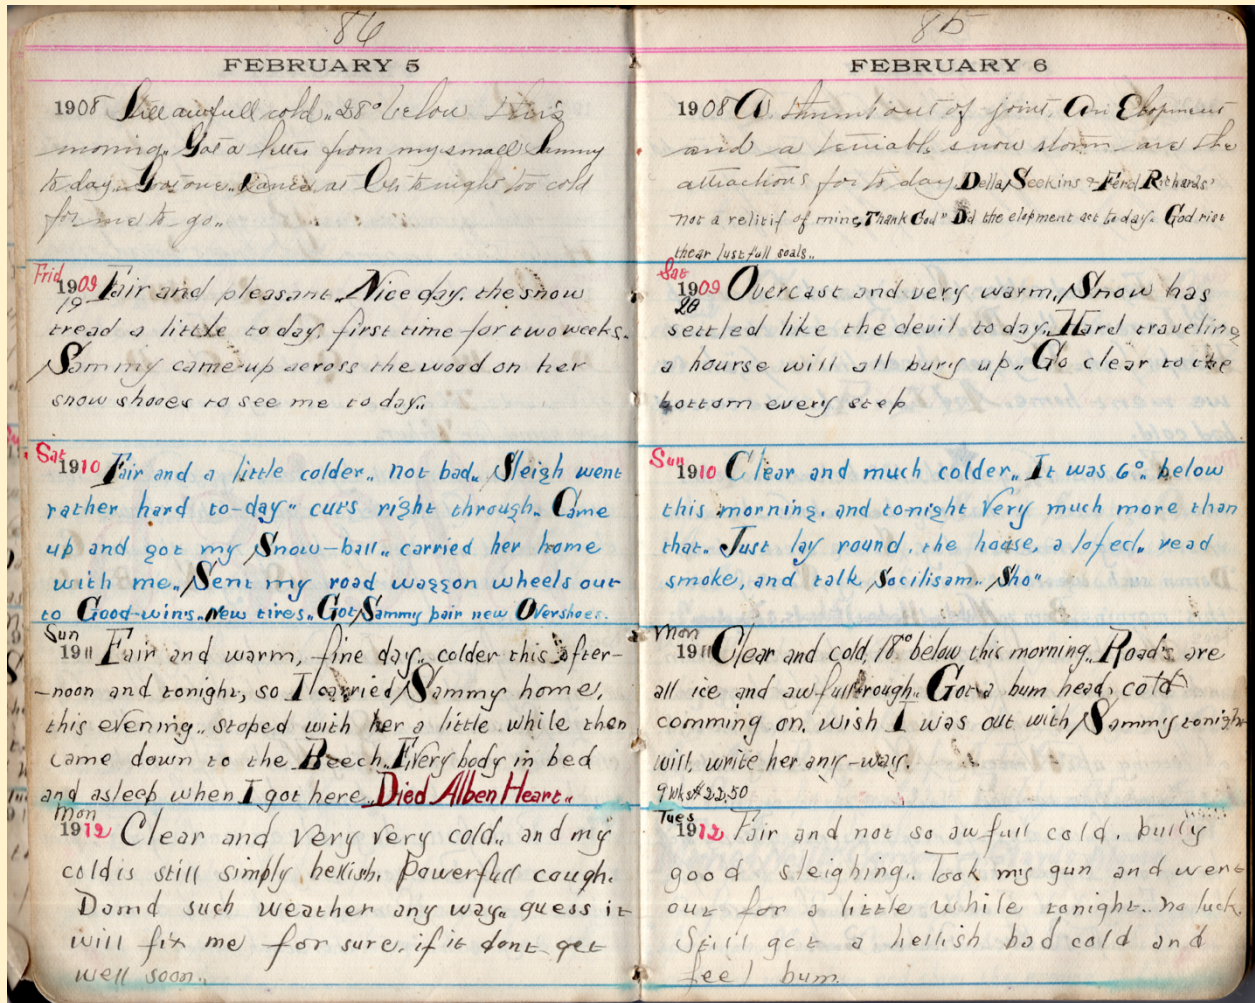 86
FEBRUARY 5
1908 Still awfull cold„ 28° below this
morning„ Got a letter from my small Sammy
to day. Good one„ Dance at tonight too cold
for me to go„
Frid
1909 Fair and pleasant„ Nice day. the snow
19
tread a little to day, first time for two weeks.
Sammy came up across the wood on her
snow shoes to see me to day„
Sat
1910 Fair and a little colder„ not bad„ Sleigh went
rather hard to-day„ cuts right through„ Came
up and got my Snow-ball„ carried her home
with me„ Sent my road waggon wheels out
to Good-wins„ New tires„ Got Sammy pair new Overshoes.
Sun
1911 Fair and warm, fine day„ colder this after-
-noon and tonight, so I carried Sammy home,
this evening„ stoped with her a little while then
came down to the Beech„ Every body in bed
and asleep when I got here„ Died Alben Heart„
Mon
1912 Clear and very very cold„ and my
cold is still simply hellish. Powerfull caugh.
Damd such weather any way„ guess it
will fix me for sure, if it dont get
well soon„
85
FEBRUARY 6
1908 A thumb out of joint, An Elopment
and a terriable snow storm are the
attractions for to day, Della Seekins & Ferd Richards'
not a relitif of mine, Thank God" Did the elopment act to day. God rist
thear lustfull soals„
Sat
1909 Overcast and very warm, Snow has
20
settled like the devil to day„ Hard traveling
a hourse will all bury up„ Go clear to the
bottom every step
Sun
1910 Clear and much colder„ It was 6° below
this morning, and tonight very much more than
that„ Just lay round, the house, a lofed„ read
smoke, and talk Socilisam„ Sho"
Mon
1911 Clear and cold, 18° below this morning„ Road's are
all ice and awfull rough„ Got a bum head, cold
comming on, wish I was out with Sammy tonight
will, write her any-way.
9 wks $22.50
Tues
1912 Fair and not so awfull cold. bully
good sleighing„ Took my gun and went
out for a little while tonight„ no luck.
Still got a hellish bad cold and
feel bum.